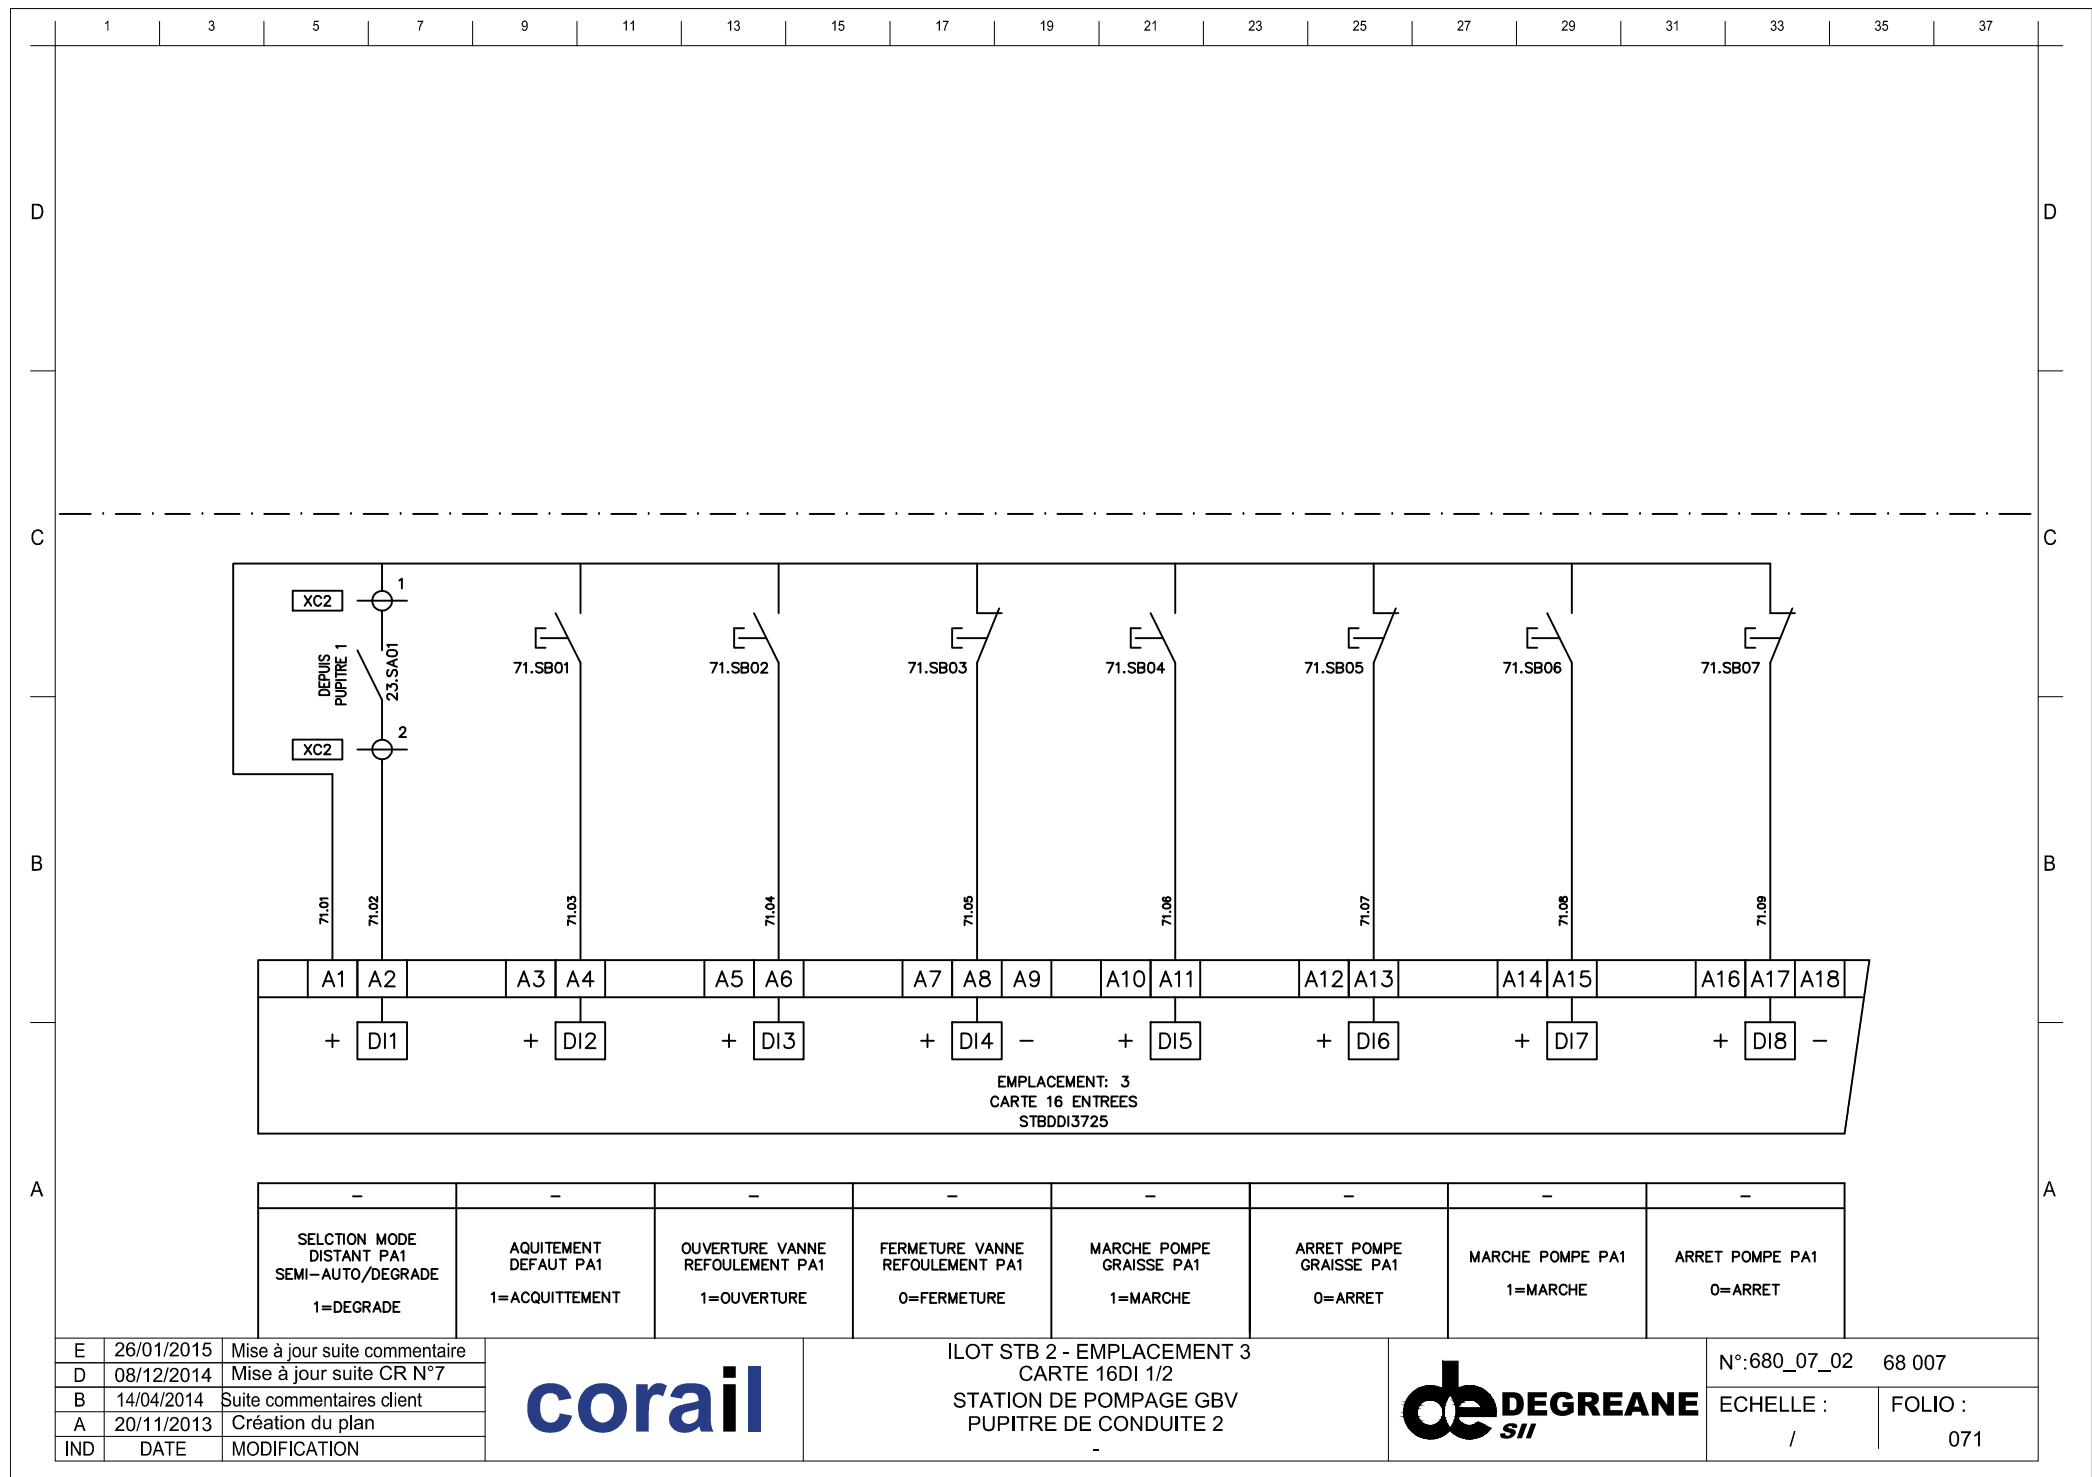 1 3 5 7 9 11 13 15 17 19 21 23 25 27 29 31 33 35 37
D D
C C
XC2 1
DEPUIS
PUPITRE 1
23.SA01
XC2 2
71.SB01 71.SB02 71.SB03 71.SB04 71.SB05 71.SB06 71.SB07
B B
71.01 71.02 71.03 71.04 71.05 71.06 71.07 71.08 71.09
A1 A2 A3 A4 A5 A6 A7 A8 A9 A10 A11 A12 A13 A14 A15 A16 A17 A18
+ DI1 + DI2 + DI3 + DI4 − + DI5 + DI6 + DI7 + DI8 −
EMPLACEMENT: 3
CARTE 16 ENTREES
STBDDI3725
A A
− − − − − − − −
SELCTION MODE
DISTANT PA1
SEMI−AUTO/DEGRADE
1=DEGRADE
AQUITEMENT
DEFAUT PA1
1=ACQUITTEMENT
OUVERTURE VANNE
REFOULEMENT PA1
1=OUVERTURE
FERMETURE VANNE
REFOULEMENT PA1
0=FERMETURE
MARCHE POMPE
GRAISSE PA1
1=MARCHE
ARRET POMPE
GRAISSE PA1
0=ARRET
MARCHE POMPE PA1
1=MARCHE
ARRET POMPE PA1
0=ARRET
E 26/01/2015 Mise à jour suite commentaire
D 08/12/2014 Mise à jour suite CR N°7
B 14/04/2014 Suite commentaires client
A 20/11/2013 Création du plan
IND DATE MODIFICATION
corail
ILOT STB 2 - EMPLACEMENT 3
CARTE 16DI 1/2
STATION DE POMPAGE GBV
PUPITRE DE CONDUITE 2
-
de DEGREANE
SII
N°:680_07_02 68 007
ECHELLE : FOLIO :
/ 071